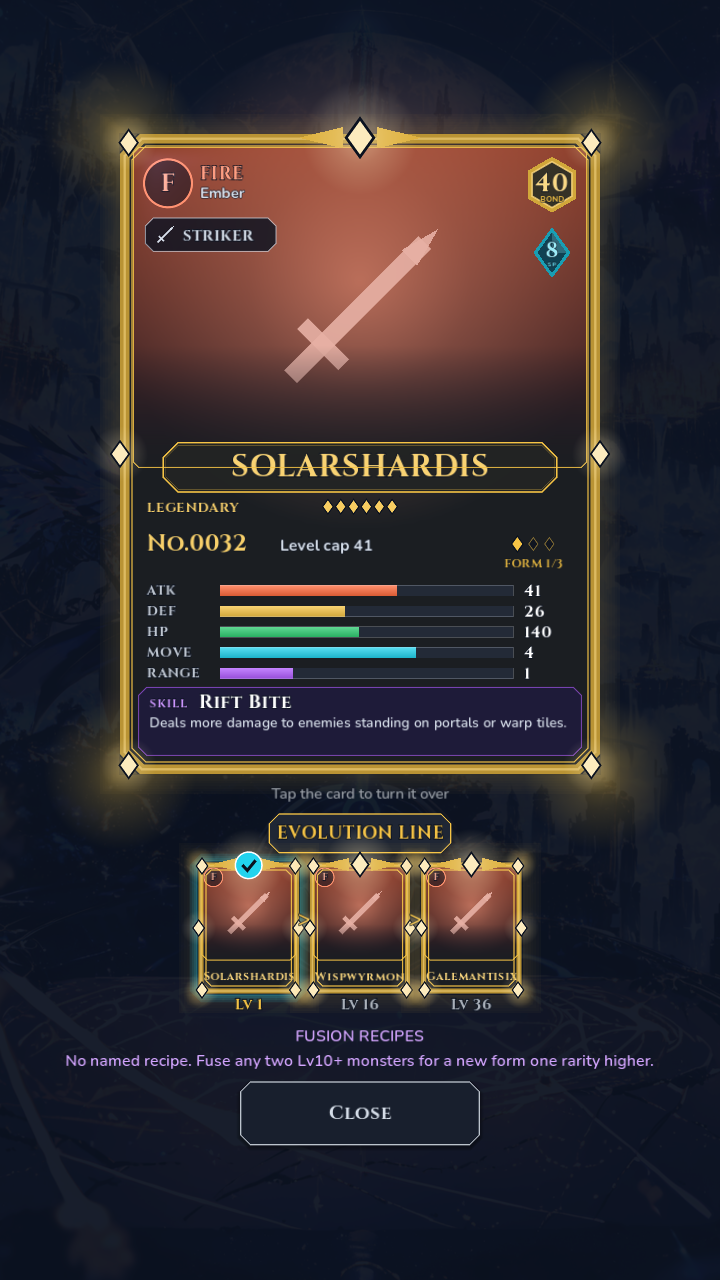 F
FIRE
Ember
40
BOND
STRIKER
8
SP
SOLARSHARDIS
LEGENDARY
No.0032
Level cap 41
FORM 1/3
ATK 41
DEF 26
HP 140
MOVE 4
RANGE 1
SKILL Rift Bite
Deals more damage to enemies standing on portals or warp tiles.
Tap the card to turn it over
EVOLUTION LINE
F F F
SOLARSHARDIS WISPWYRMON GALEMANTISIX
LV 1 LV 16 LV 36
FUSION RECIPES
No named recipe. Fuse any two Lv10+ monsters for a new form one rarity higher.
Close